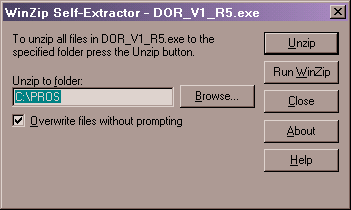 WinZip Self-Extractor - DOR_V1_R5.exe
To unzip all files in DOR_V1_R5.exe to the
specified folder press the Unzip button.
Unzip
Run WinZip
Unzip to folder:
C:\PROS
Browse...
Close
Overwrite files without prompting
About
Help